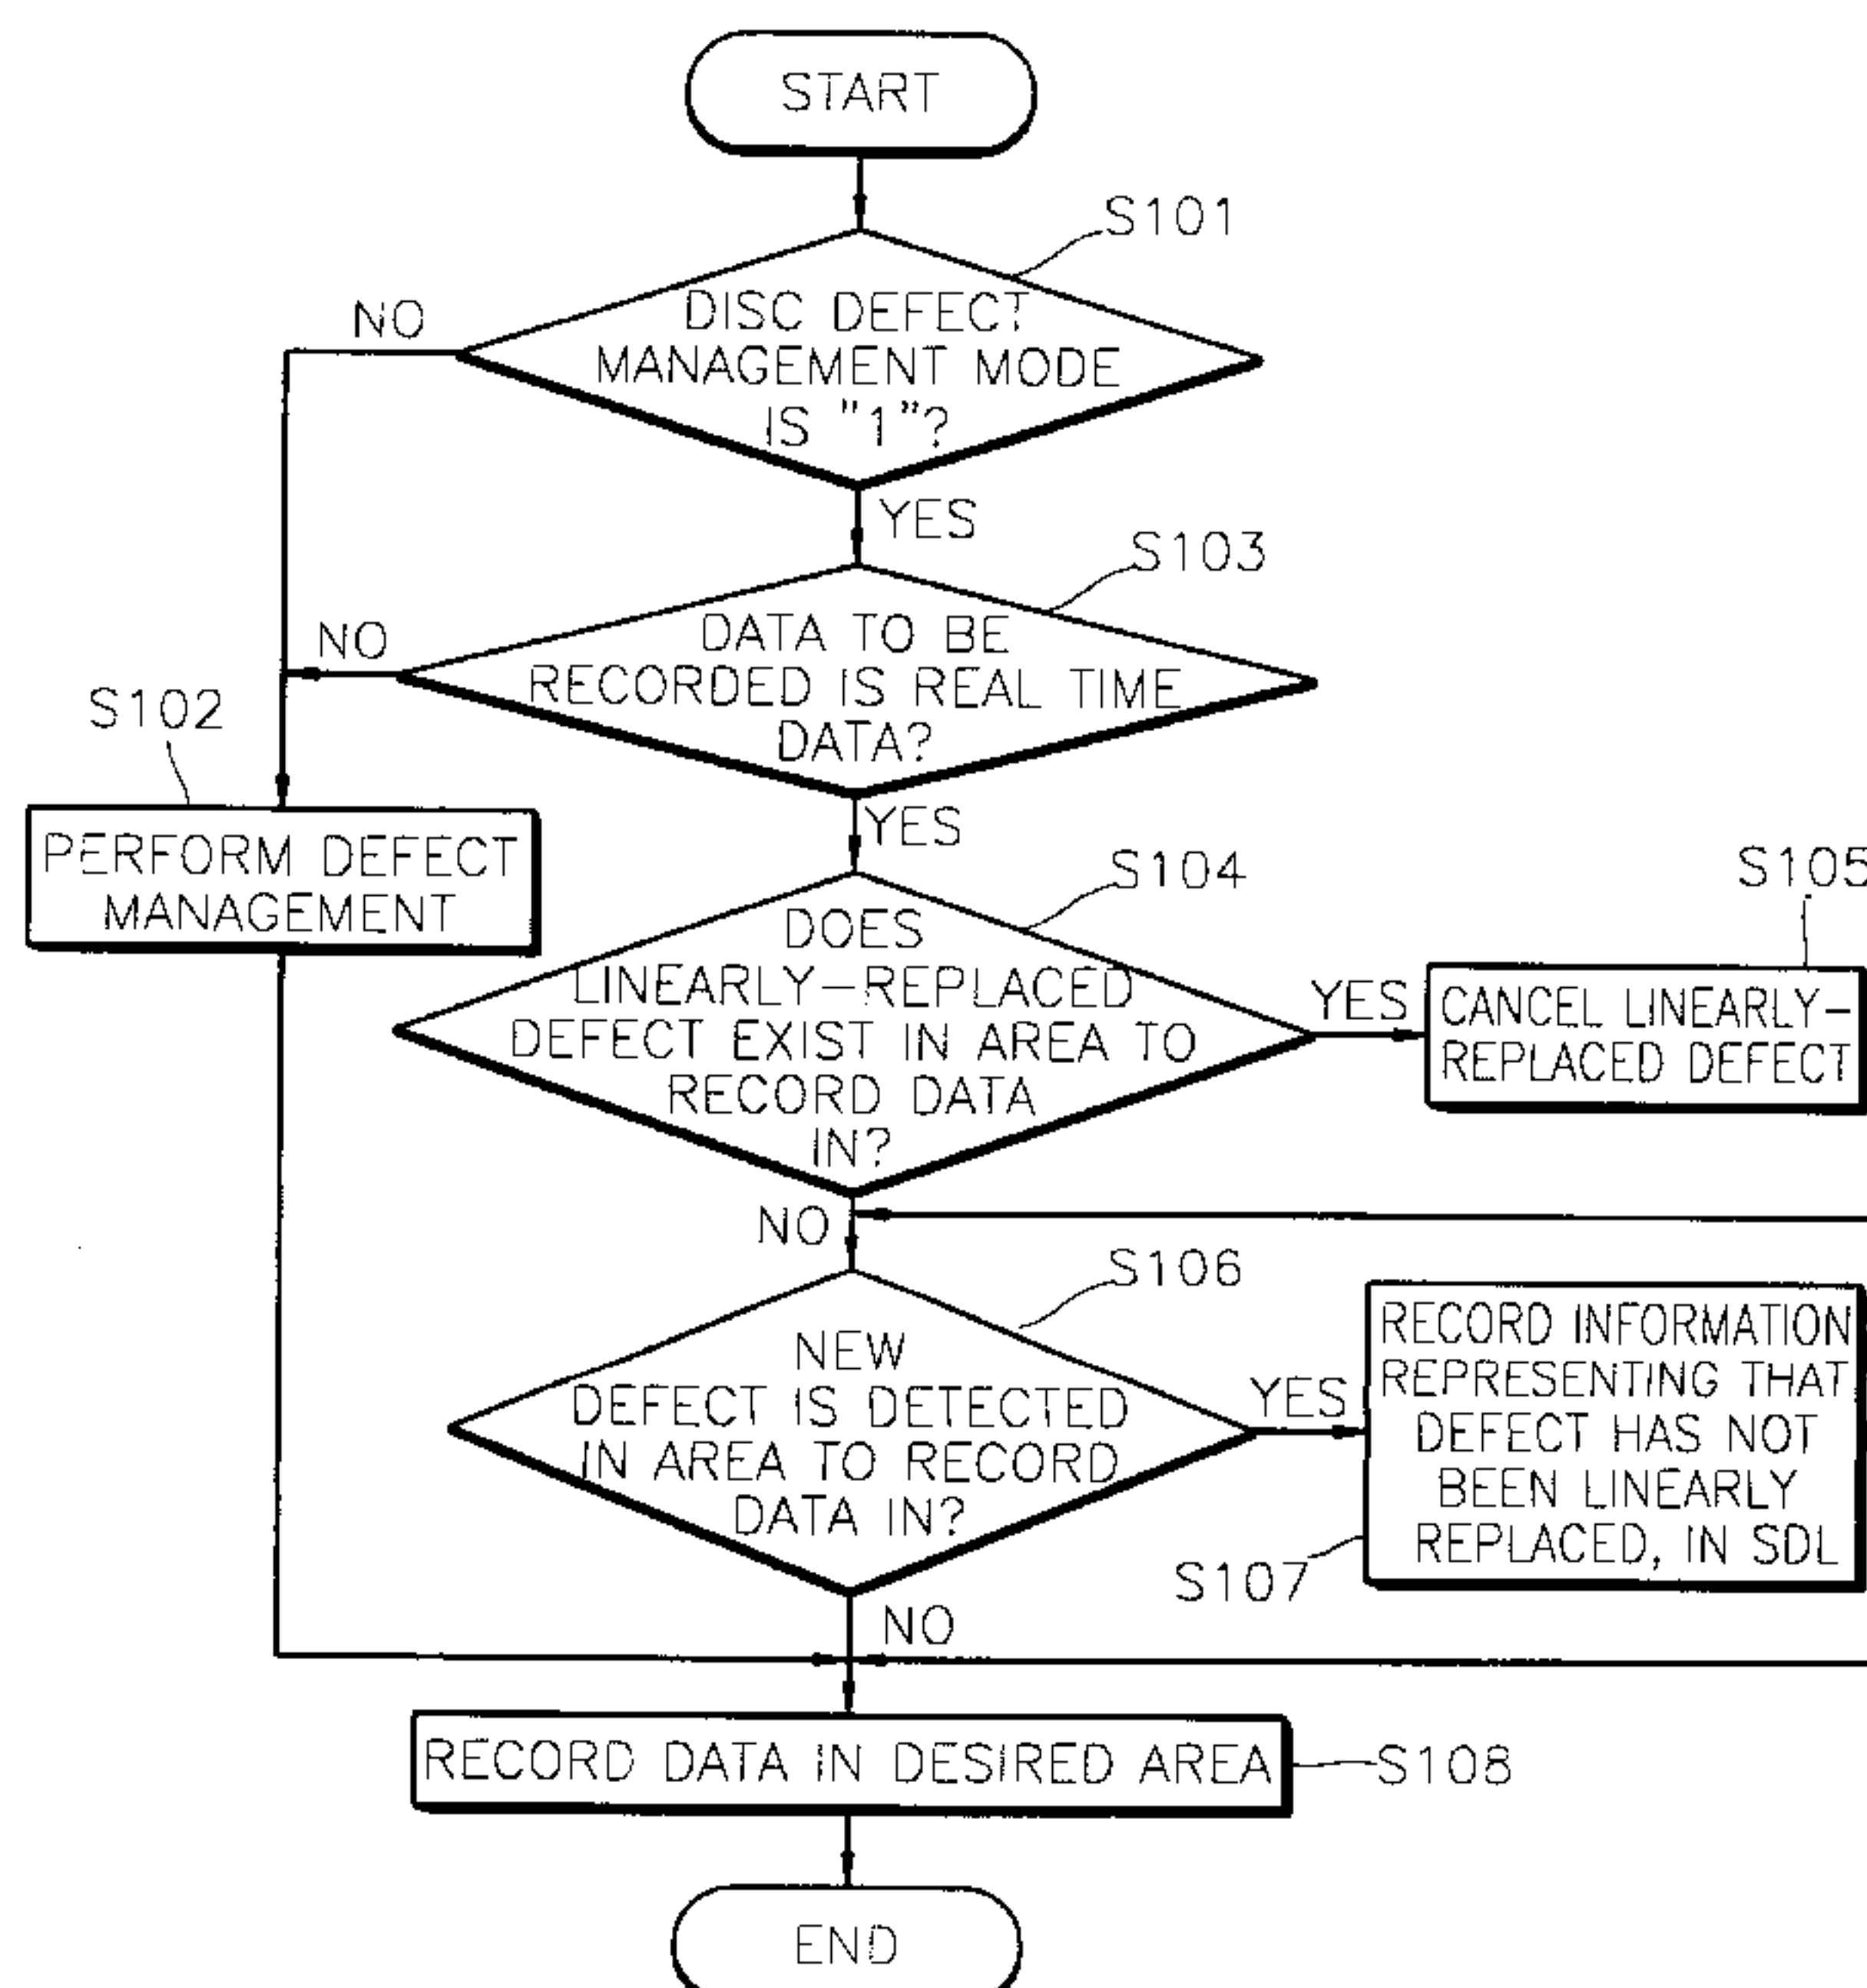 START
S101
DISC DEFECT
MANAGEMENT MODE
IS "1"?
NO
YES
S103
DATA TO BE
RECORDED IS REAL TIME
DATA?
NO
S102
PERFORM DEFECT
MANAGEMENT
YES
S104
DOES
LINEARLY-REPLACED
DEFECT EXIST IN AREA TO
RECORD DATA
IN?
YES
S105
CANCEL LINEARLY-
REPLACED DEFECT
NO
S106
NEW
DEFECT IS DETECTED
IN AREA TO RECORD
DATA IN?
YES
RECORD INFORMATION
REPRESENTING THAT
DEFECT HAS NOT
BEEN LINEARLY
REPLACED, IN SDL
S107
NO
RECORD DATA IN DESIRED AREA
S108
END